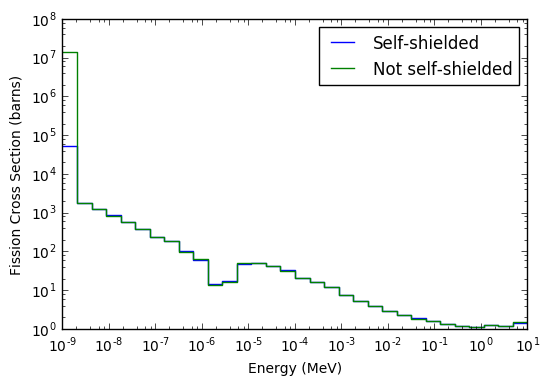 10^8
10^7
10^6
10^5
10^4
10^3
10^2
10^1
10^0
Fission Cross Section (barns)
Self-shielded
Not self-shielded
10^-9 10^-8 10^-7 10^-6 10^-5 10^-4 10^-3 10^-2 10^-1 10^0 10^1
Energy (MeV)